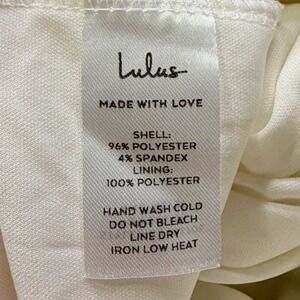 Lulus
MADE WITH LOVE
SHELL:
96% POLYESTER
4% SPANDEX
LINING:
100% POLYESTER
HAND WASH COLD
DO NOT BLEACH
LINE DRY
IRON LOW HEAT